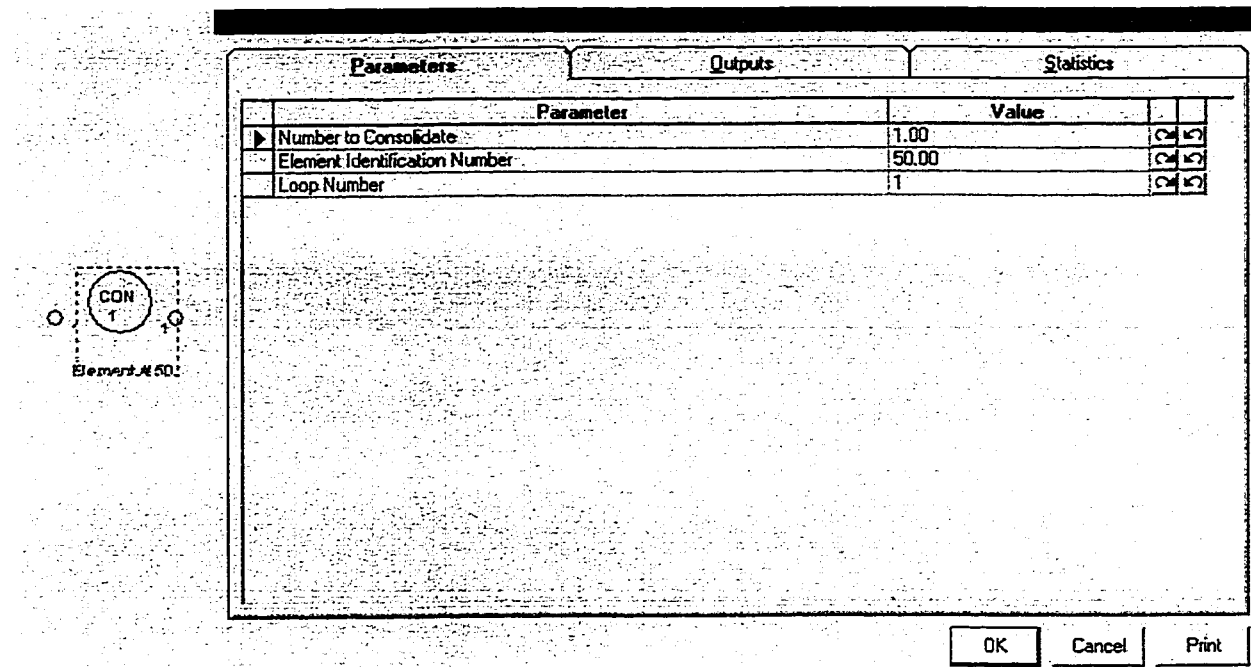 Parameters Outputs Statistics
Parameter Value
Number to Consolidate 1.00
Element Identification Number 50.00
Loop Number 1
CON
1
Element # 50
OK Cancel Print